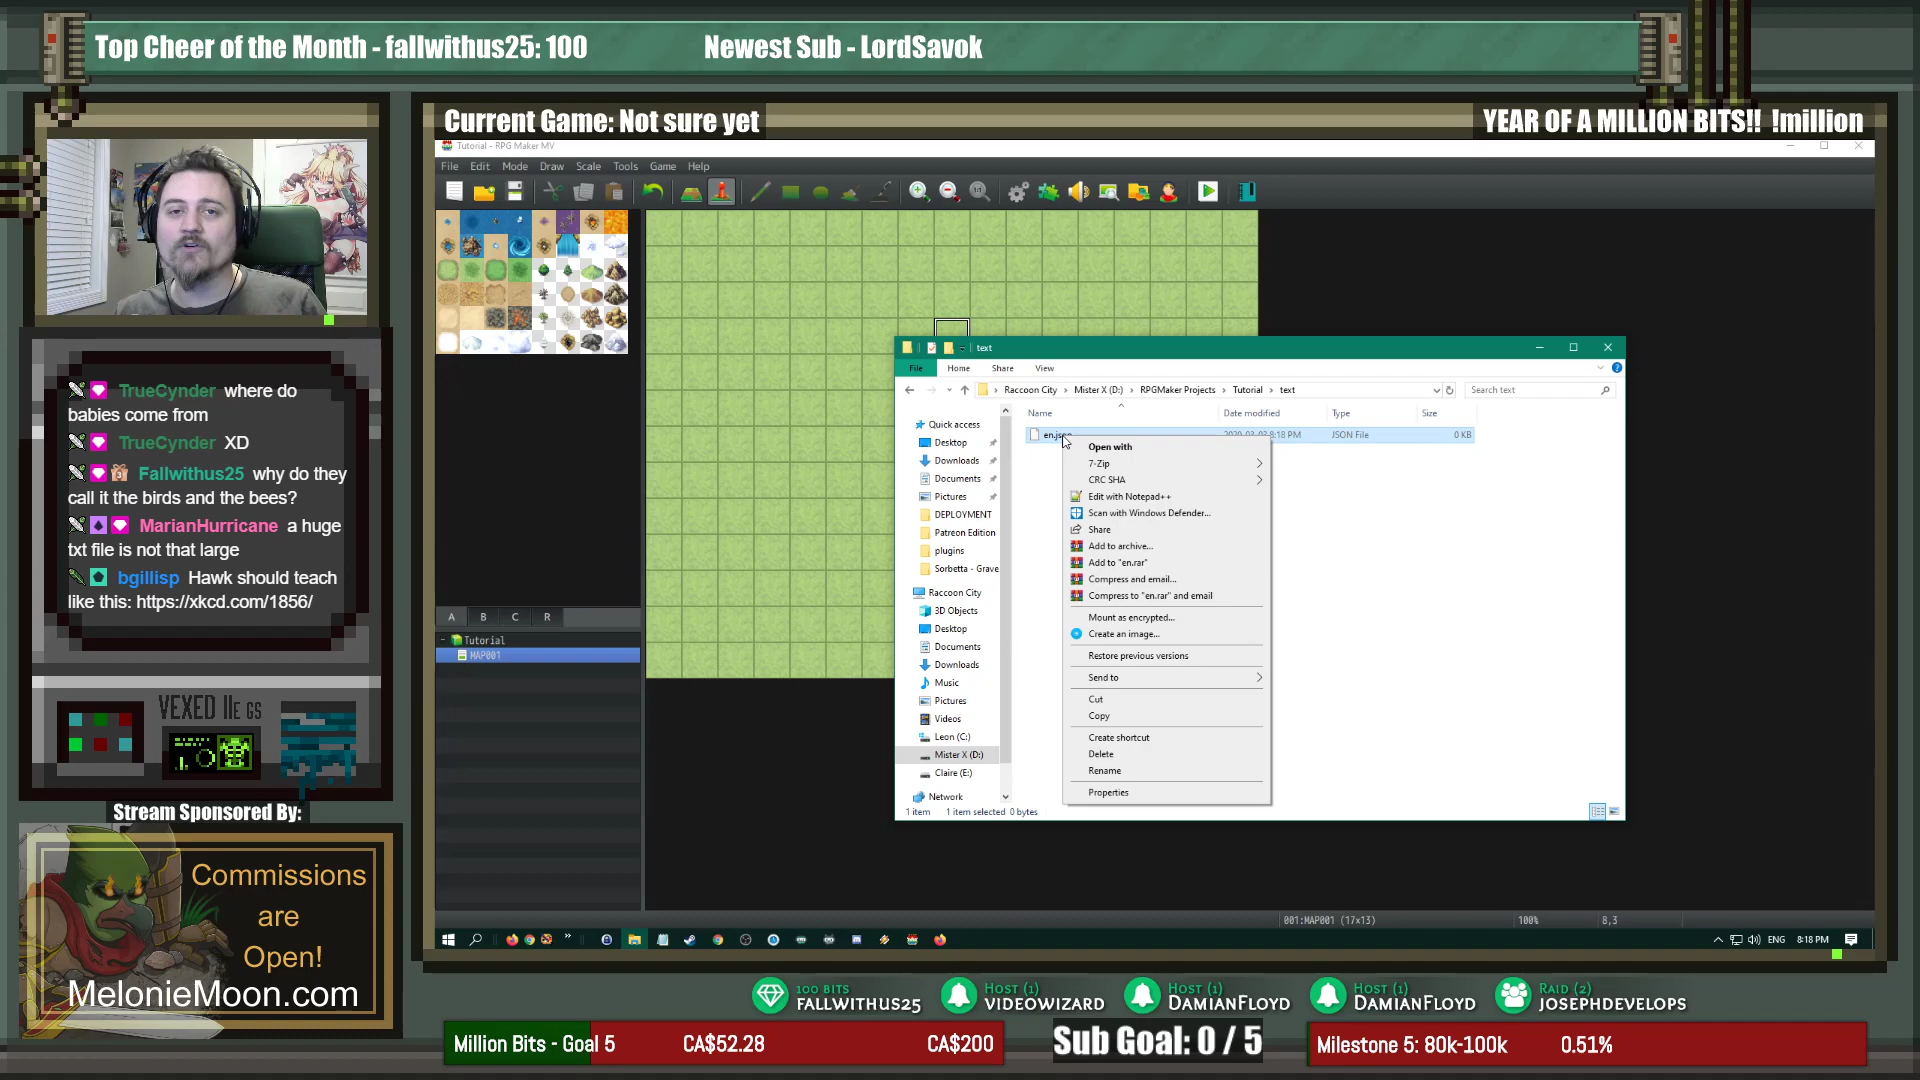 Top Cheer of the Month - fallwithus25: 100
Newest Sub - LordSavok
Current Game: Not sure yet
YEAR OF A MILLION BITS!! !million
Tutorial - RPG Maker MV
File Edit Mode Draw Scale Tools Game Help
TrueCynder where do
babies come from
TrueCynder XD
Fallwithus25 why do they
call it the birds and the bees?
MarianHurricane a huge
txt file is not that large
bgillisp Hawk should teach
like this: https://xkcd.com/1856/
VEXED IIe GS
Stream Sponsored By:
Commissions
are
Open!
MelonieMoon.com
A B C R
Tutorial
MAP001
text
File Home Share View
Raccoon City > Mister X (D:) > RPGMaker Projects > Tutorial > text
Search text
Name Date modified Type Size
en.json 8:18 PM JSON File 0 KB
Quick access
Desktop
Downloads
Documents
Pictures
DEPLOYMENT
Patreon Edition
plugins
Sorbetta - Grave
Raccoon City
3D Objects
Desktop
Documents
Downloads
Music
Pictures
Videos
Leon (C:)
Mister X (D:)
Claire (E:)
Network
1 item 1 item selected 0 bytes
Open with
7-Zip
CRC SHA
Edit with Notepad++
Scan with Windows Defender...
Share
Add to archive...
Add to "en.rar"
Compress and email...
Compress to "en.rar" and email
Mount as encrypted...
Create an image...
Restore previous versions
Send to
Cut
Copy
Create shortcut
Delete
Rename
Properties
001:MAP001 (17x13) 100% 8,3
ENG 8:18 PM
100 BITS
FALLWITHUS25
HOST (1)
VIDEOWIZARD
HOST (1)
DAMIANFLOYD
HOST (1)
DAMIANFLOYD
RAID (2)
JOSEPHDEVELOPS
Million Bits - Goal 5 CA$52.28 CA$200
Sub Goal: 0 / 5
Milestone 5: 80k-100k 0.51%